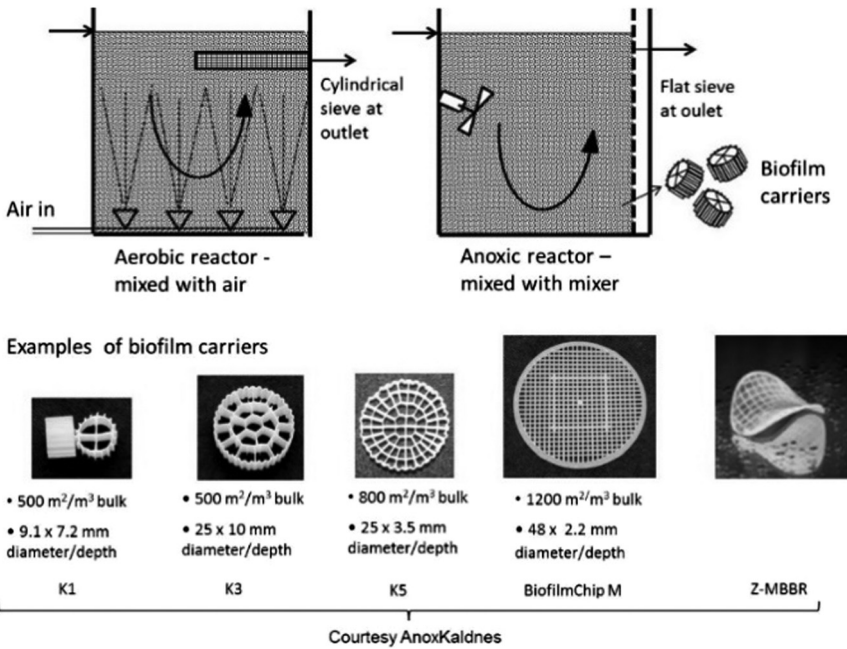 Cylindrical
sieve at
outlet
Air in
Aerobic reactor -
mixed with air
Flat sieve
at oulet
Biofilm
carriers
Anoxic reactor –
mixed with mixer
Examples of biofilm carriers
• 500 m²/m³ bulk
• 9.1 x 7.2 mm
diameter/depth
K1
• 500 m²/m³ bulk
• 25 x 10 mm
diameter/depth
K3
• 800 m²/m³ bulk
• 25 x 3.5 mm
diameter/depth
K5
• 1200 m²/m³ bulk
• 48 x 2.2 mm
diameter/depth
BiofilmChip M
Z-MBBR
Courtesy AnoxKaldnes